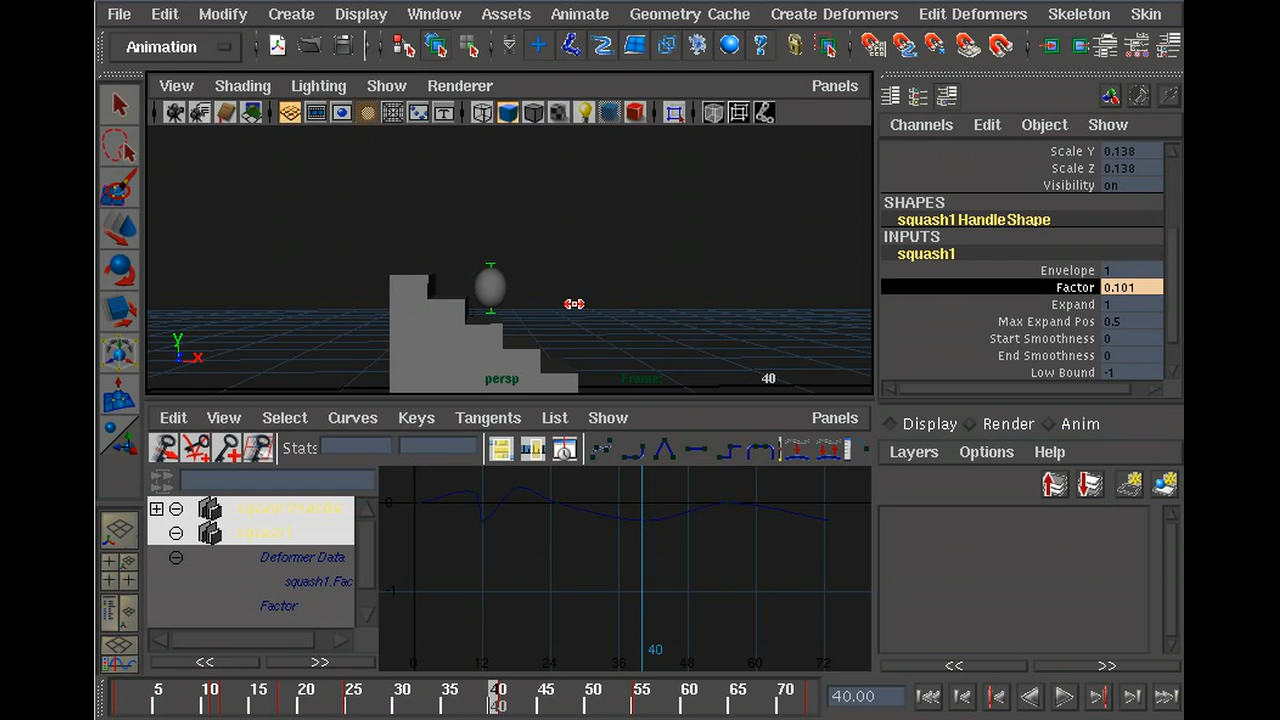 File Edit Modify Create Display Window Assets Animate Geometry Cache Create Deformers Edit Deformers Skeleton Skin
Animation
View Shading Lighting Show Renderer Panels
Channels Edit Object Show
Scale Y 0.138
Scale Z 0.138
Visibility on
SHAPES
squash1HandleShape
INPUTS
squash1
Envelope 1
Factor 0.101
Expand 1
Max Expand Pos 0.5
Start Smoothness 0
End Smoothness 0
Low Bound -1
y
x
persp Frame: 40
Edit View Select Curves Keys Tangents List Show Panels
Display Render Anim
Stats
Layers Options Help
squash1Handle
squash1
Deformer Data
squash1.Fac
Factor
0
-1
40
0 12 24 36 48 60 72
<< >>
<< >>
5 10 15 20 25 30 35 40 45 50 55 60 65 70
40
40.00